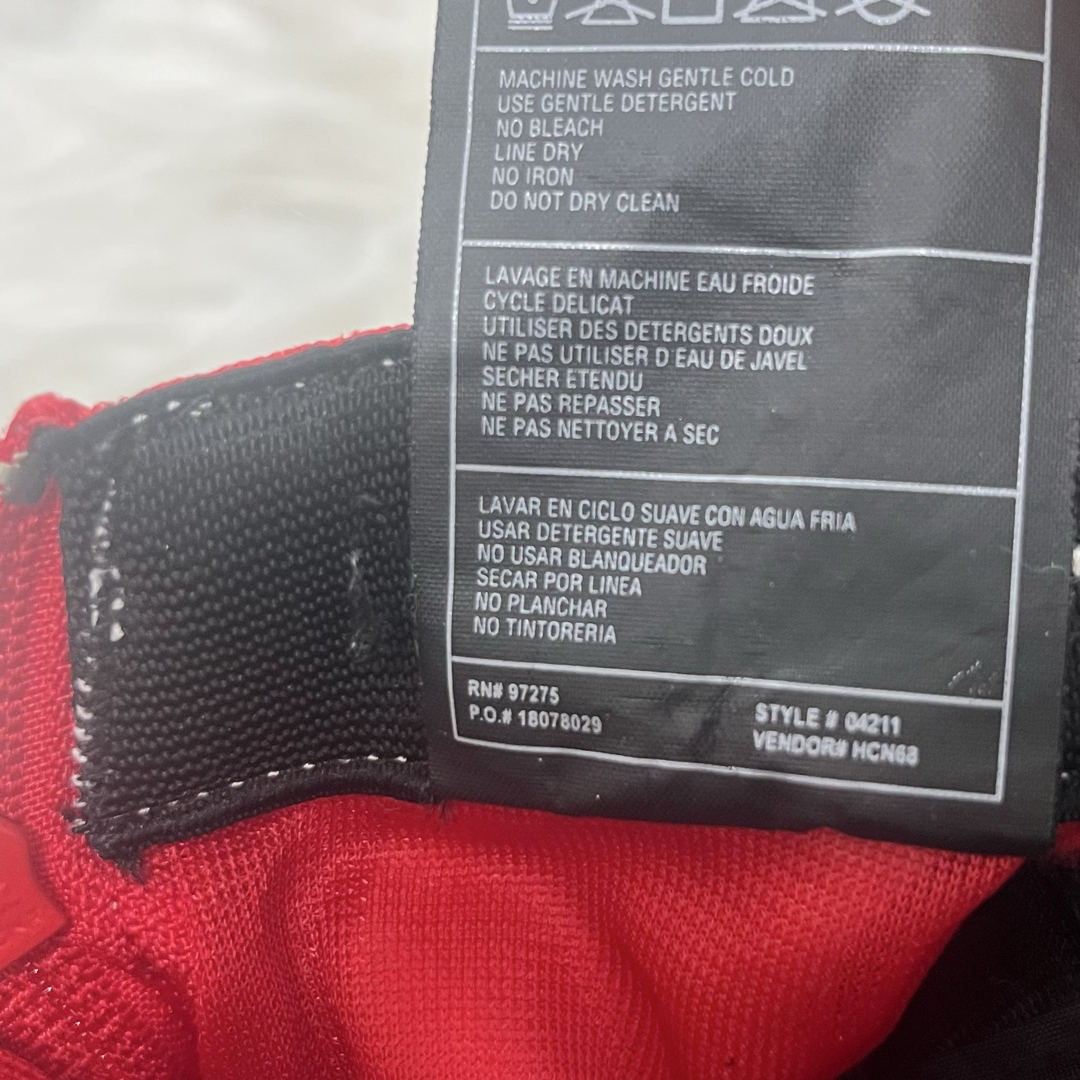 MACHINE WASH GENTLE COLD
USE GENTLE DETERGENT
NO BLEACH
LINE DRY
NO IRON
DO NOT DRY CLEAN
LAVAGE EN MACHINE EAU FROIDE
CYCLE DELICAT
UTILISER DES DETERGENTS DOUX
NE PAS UTILISER D'EAU DE JAVEL
SECHER ETENDU
NE PAS REPASSER
NE PAS NETTOYER A SEC
LAVAR EN CICLO SUAVE CON AGUA FRIA
USAR DETERGENTE SUAVE
NO USAR BLANQUEADOR
SECAR POR LINEA
NO PLANCHAR
NO TINTORERIA
RN# 97275
P.O.# 18078029
STYLE # 04211
VENDOR# HCN68